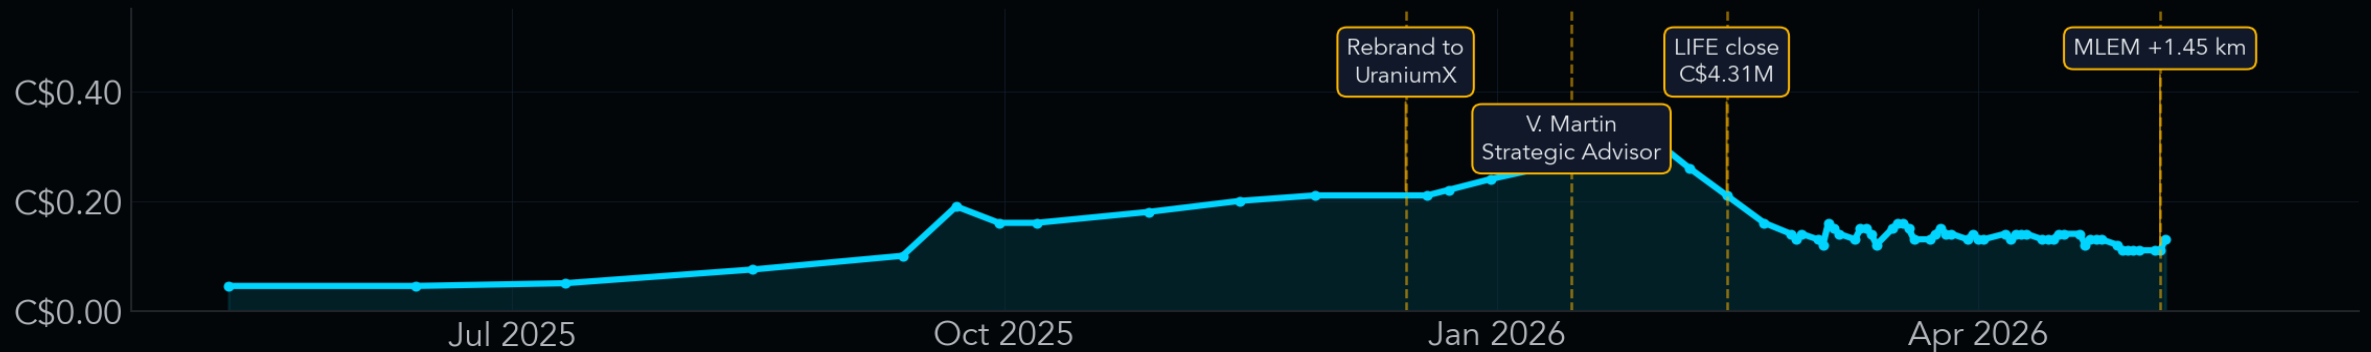 Rebrand to
UraniumX
V. Martin
Strategic Advisor
LIFE close
C$4.31M
MLEM +1.45 km
C$0.40
C$0.20
C$0.00
Jul 2025
Oct 2025
Jan 2026
Apr 2026